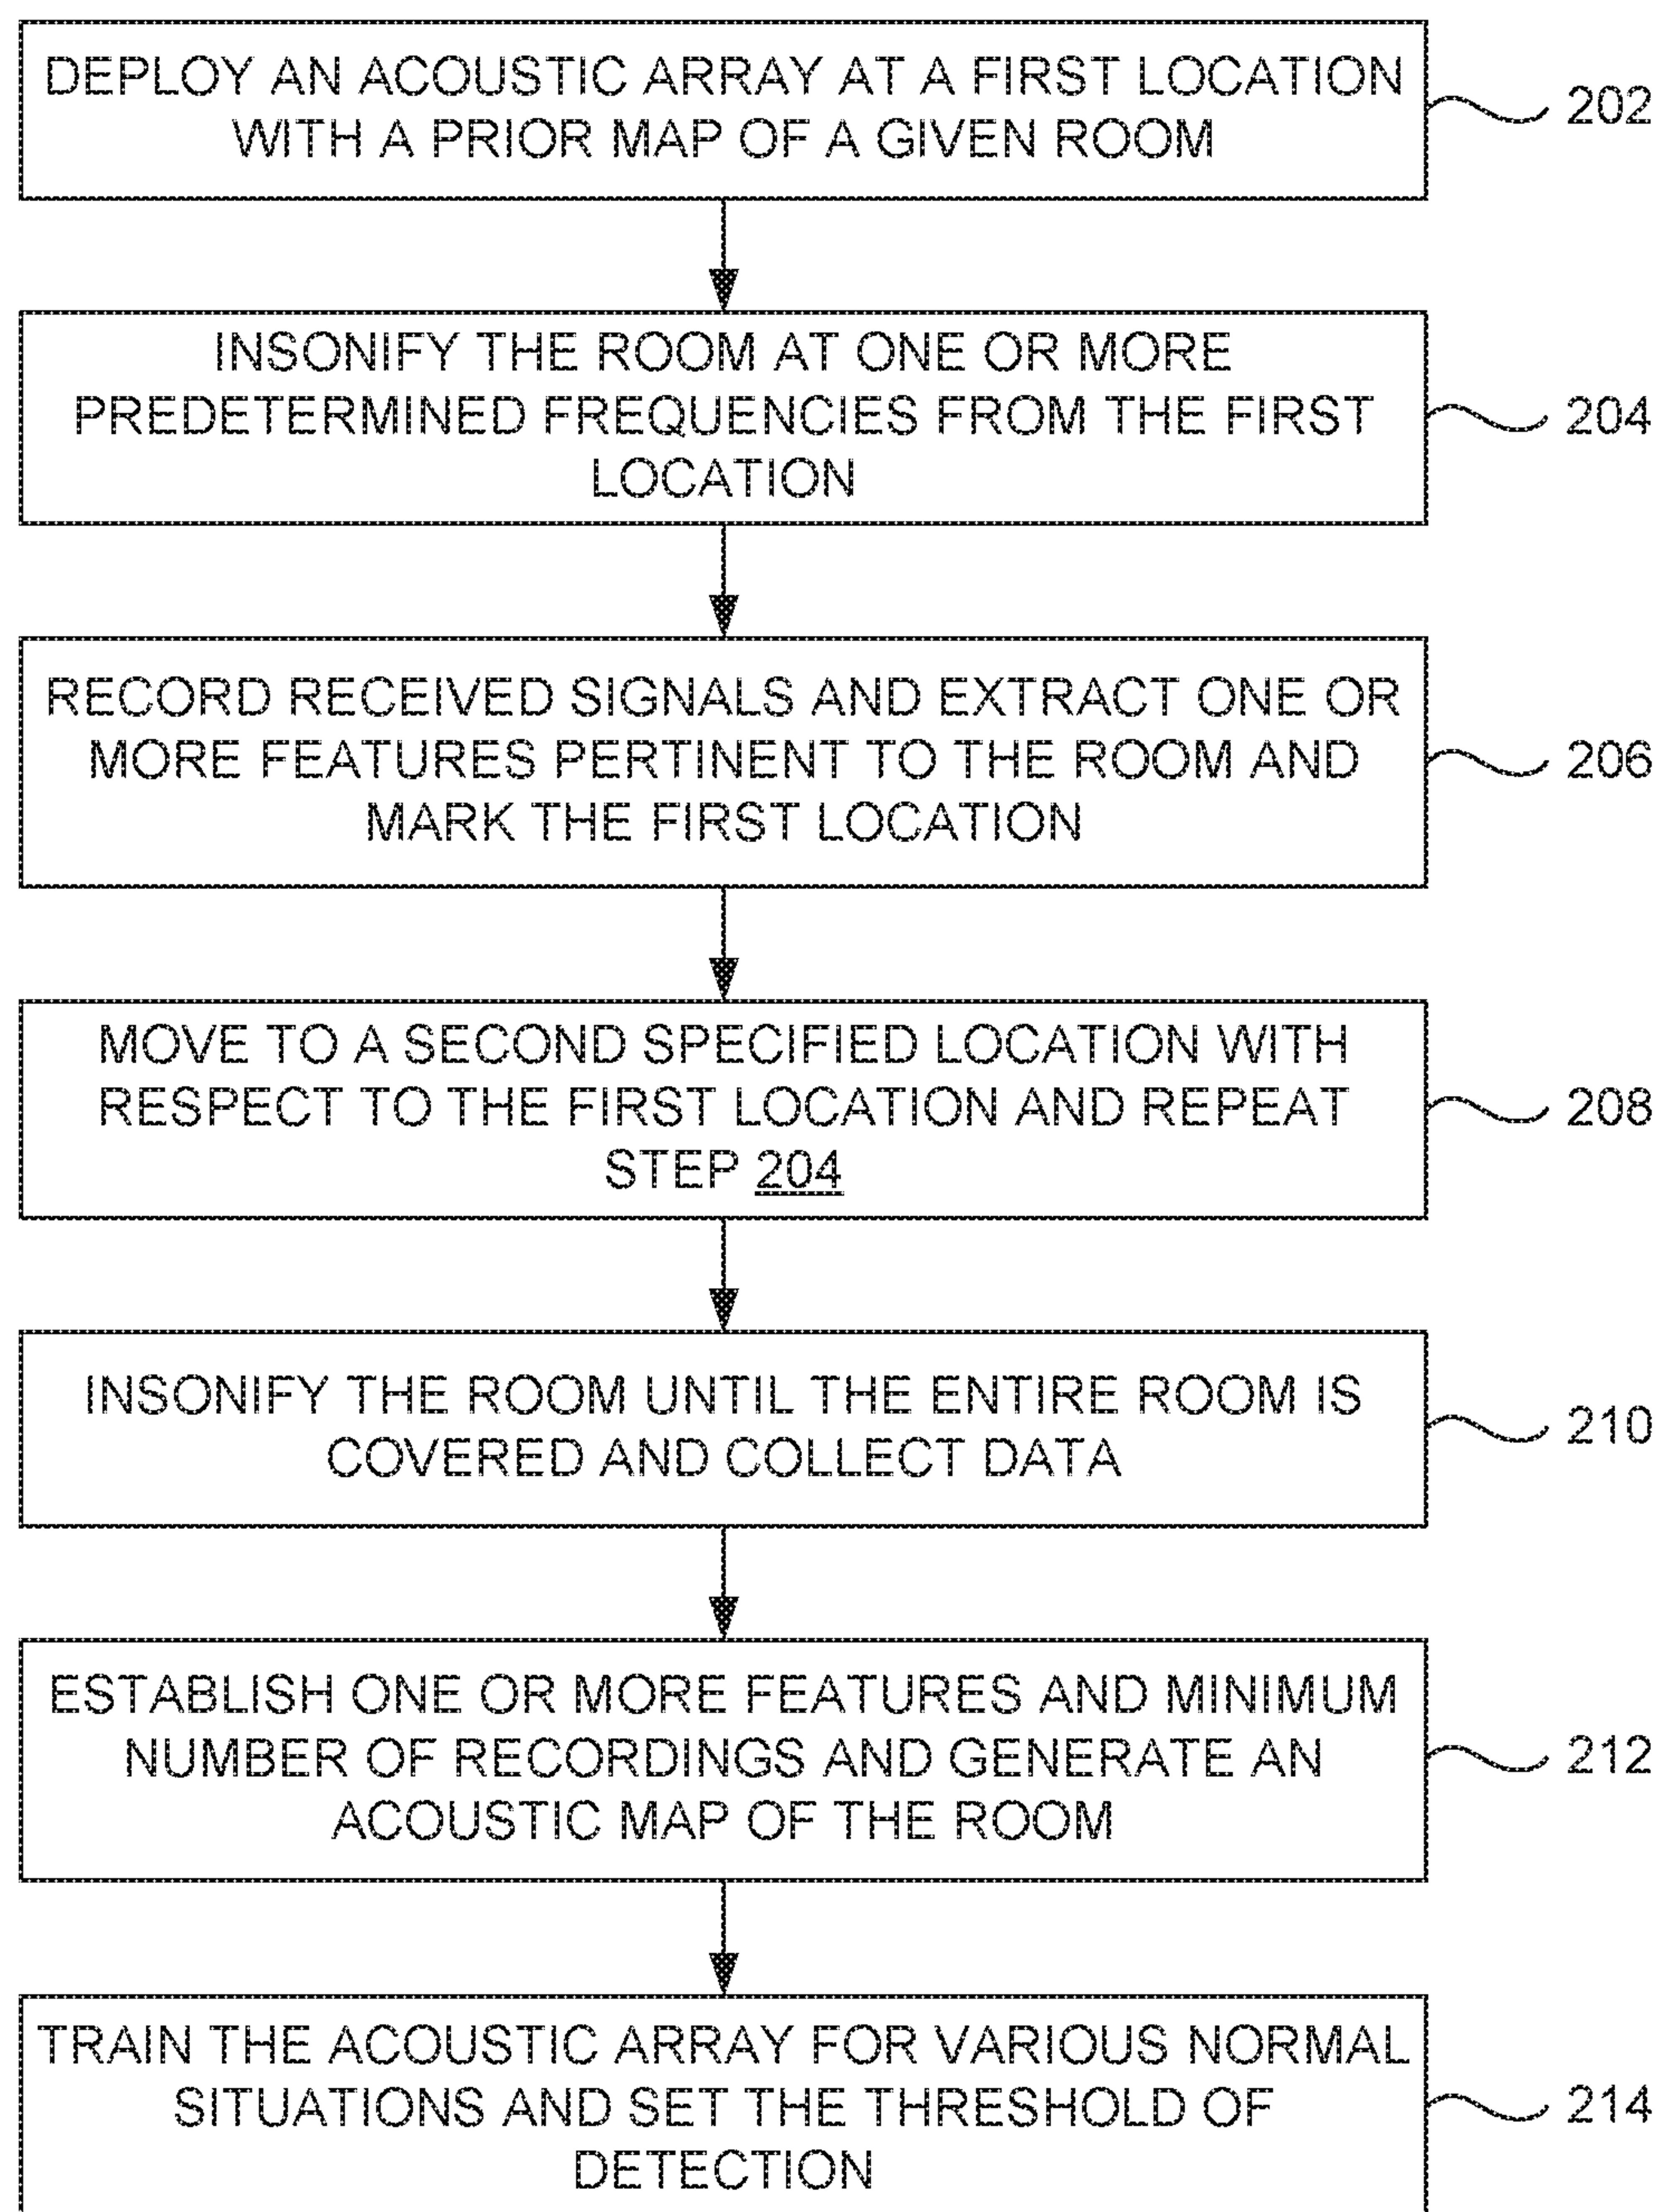 DEPLOY AN ACOUSTIC ARRAY AT A FIRST LOCATION
WITH A PRIOR MAP OF A GIVEN ROOM
202
INSONIFY THE ROOM AT ONE OR MORE
PREDETERMINED FREQUENCIES FROM THE FIRST
LOCATION
204
RECORD RECEIVED SIGNALS AND EXTRACT ONE OR
MORE FEATURES PERTINENT TO THE ROOM AND
MARK THE FIRST LOCATION
206
MOVE TO A SECOND SPECIFIED LOCATION WITH
RESPECT TO THE FIRST LOCATION AND REPEAT
STEP 204
208
INSONIFY THE ROOM UNTIL THE ENTIRE ROOM IS
COVERED AND COLLECT DATA
210
ESTABLISH ONE OR MORE FEATURES AND MINIMUM
NUMBER OF RECORDINGS AND GENERATE AN
ACOUSTIC MAP OF THE ROOM
212
TRAIN THE ACOUSTIC ARRAY FOR VARIOUS NORMAL
SITUATIONS AND SET THE THRESHOLD OF
DETECTION
214